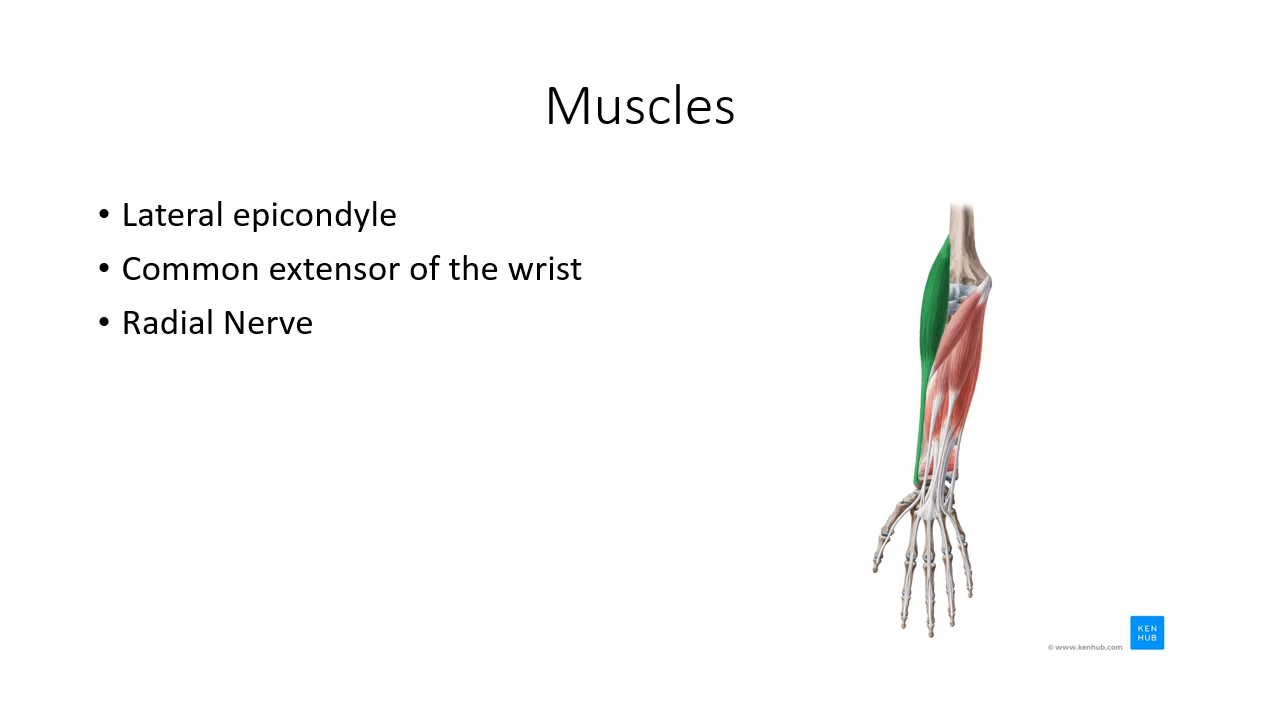 Muscles
• Lateral epicondyle
• Common extensor of the wrist
• Radial Nerve
© www.kenhub.com
KEN
HUB